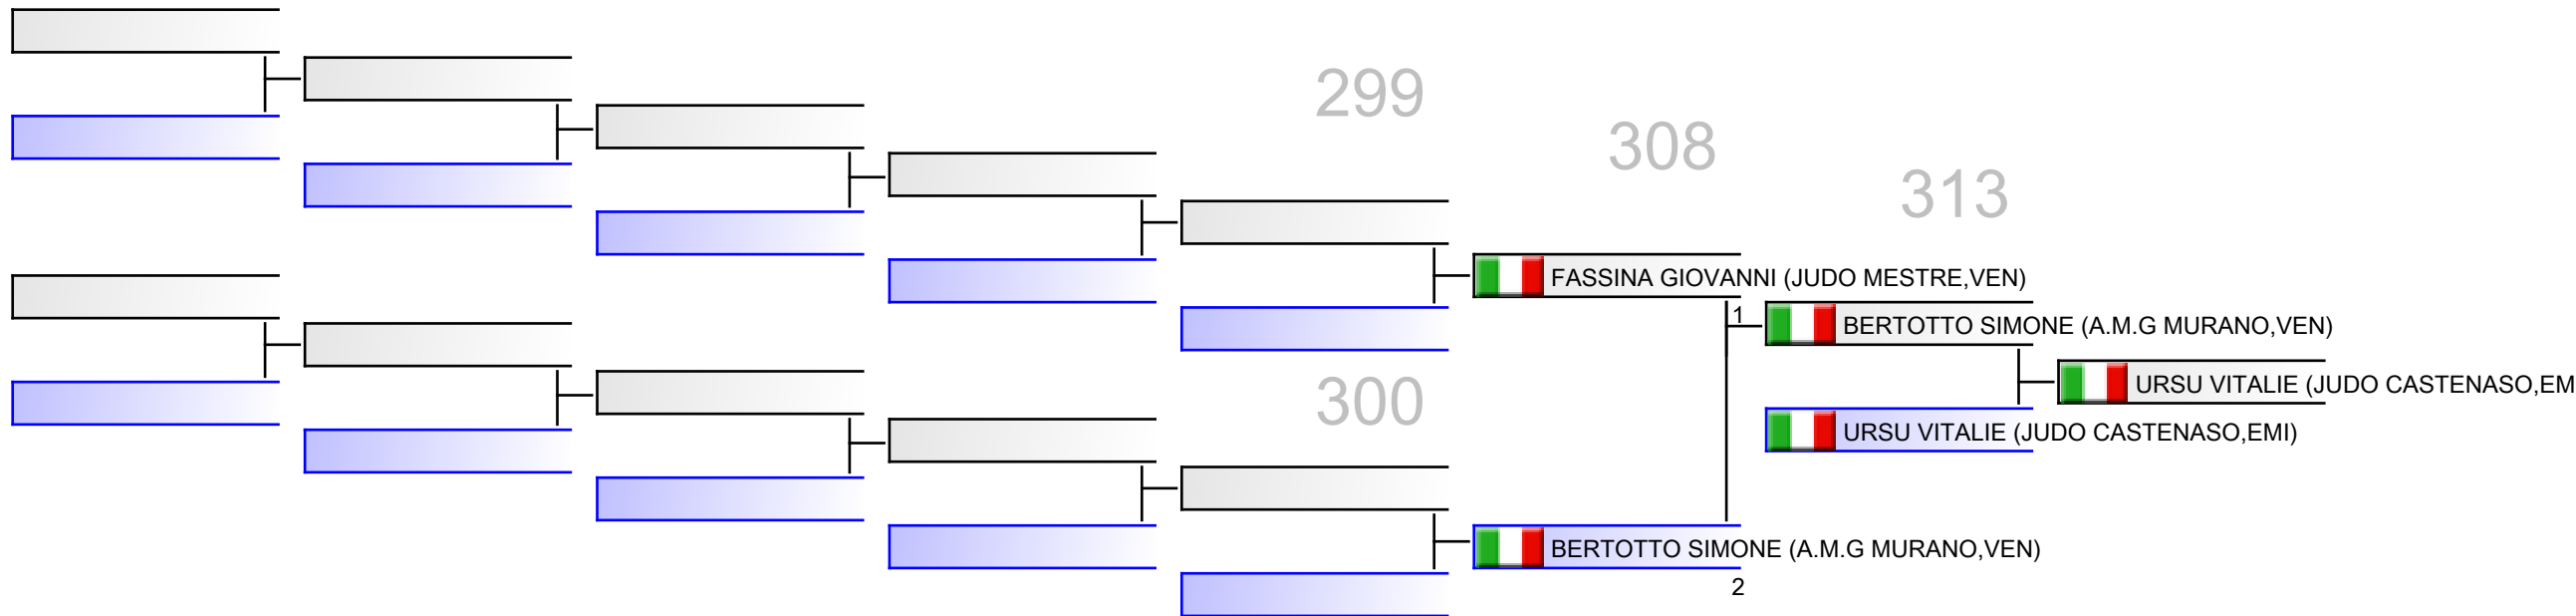 299
308
313
FASSINA GIOVANNI (JUDO MESTRE,VEN)
1
BERTOTTO SIMONE (A.M.G MURANO,VEN)
URSU VITALIE (JUDO CASTENASO,EM
300
URSU VITALIE (JUDO CASTENASO,EMI)
BERTOTTO SIMONE (A.M.G MURANO,VEN)
2